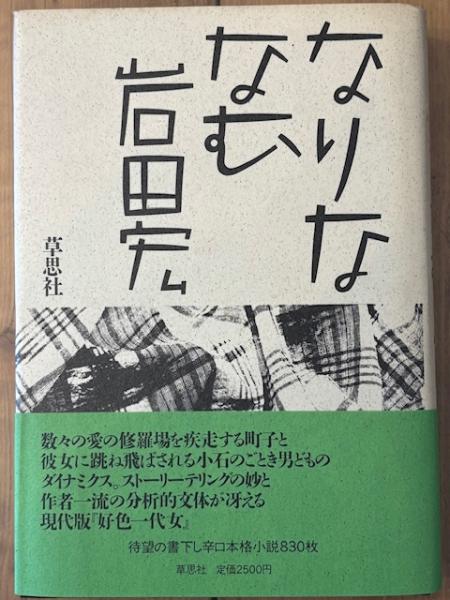 なりな
なむ
岩田宏
草思社
数々の愛の修羅場を疾走する町子と
彼女に跳ね飛ばされる小石のごとき男どもの
ダイナミクス。ストーリーテリングの妙と
作者一流の分析的文体が冴える
現代版『好色一代女』
待望の書下し辛口本格小説830枚
草思社 定価2500円